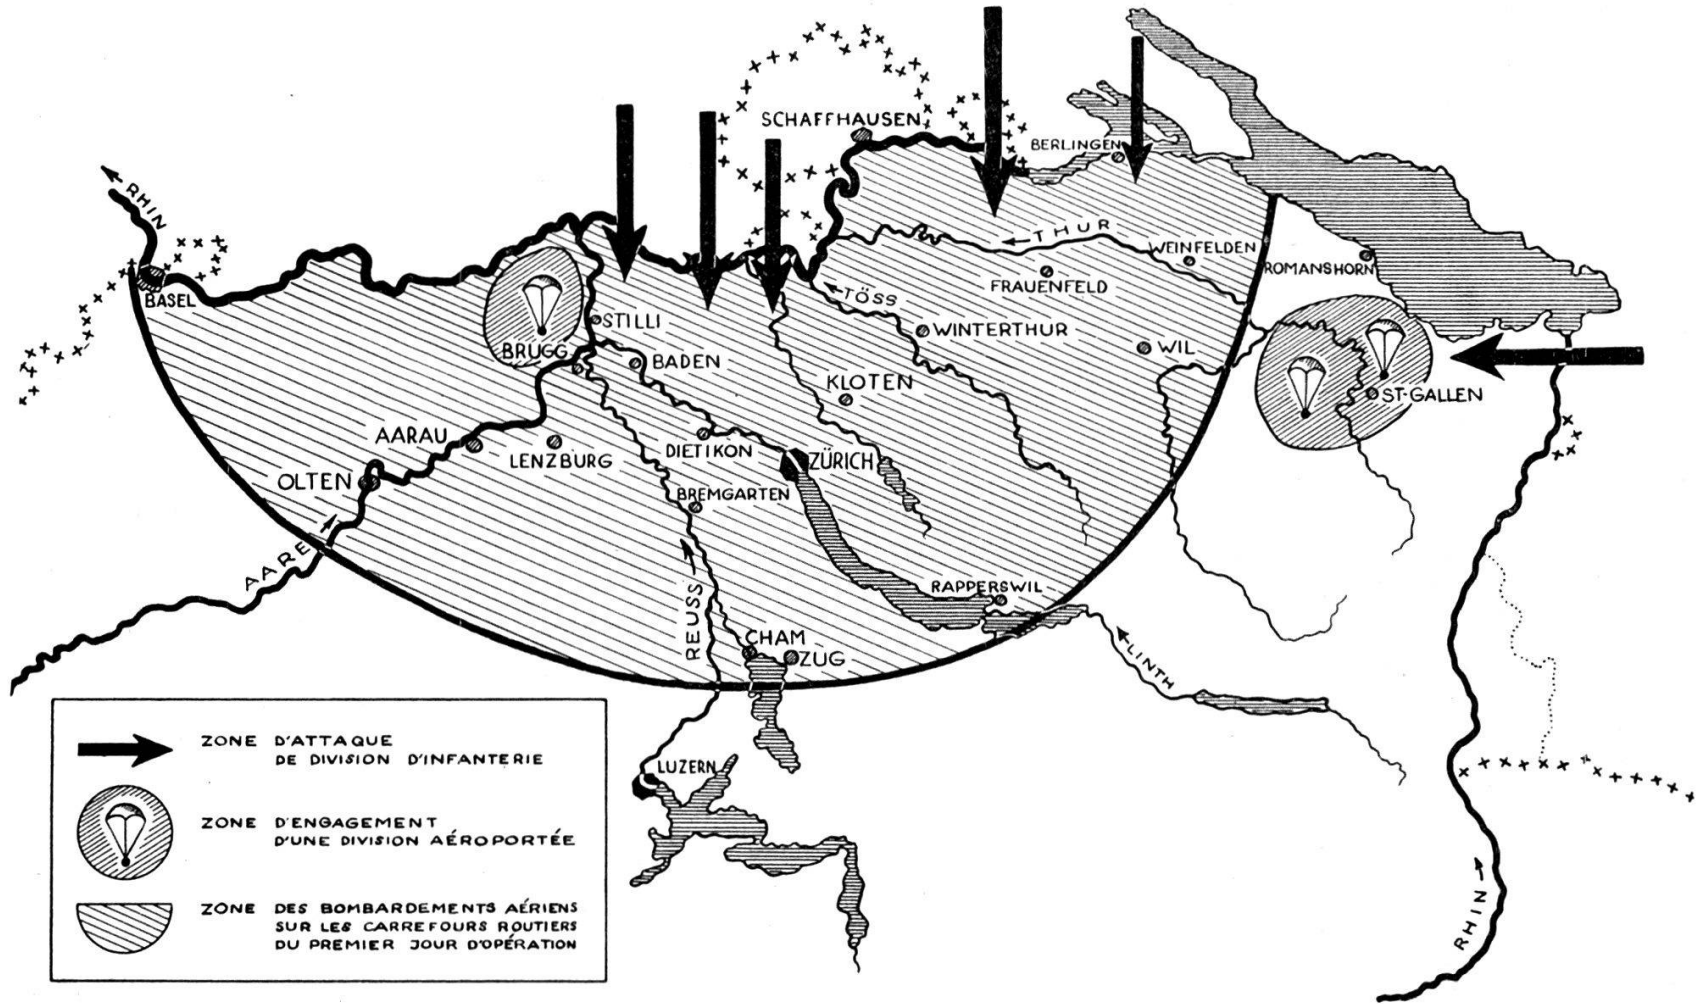 SCHAFFHAUSEN
BERLINGEN
RHIN
THUR
WEINFELDEN
ROMANSHORN
BASEL
FRAUENFELD
TÖSS
STILLI
WINTERTHUR
BRUGG
BADEN
WIL
KLOTEN
ST-GALLEN
AARAU
LENZBURG
DIETIKON
ZÜRICH
OLTEN
BREMGARTEN
AARE
REUSS
RAPPERSWIL
CHAM
ZUG
LINTH
LUZERN
RHIN
ZONE D'ATTAQUE
DE DIVISION D'INFANTERIE
ZONE D'ENGAGEMENT
D'UNE DIVISION AÉROPORTÉE
ZONE DES BOMBARDEMENTS AÉRIENS
SUR LES CARREFOURS ROUTIERS
DU PREMIER JOUR D'OPÉRATION